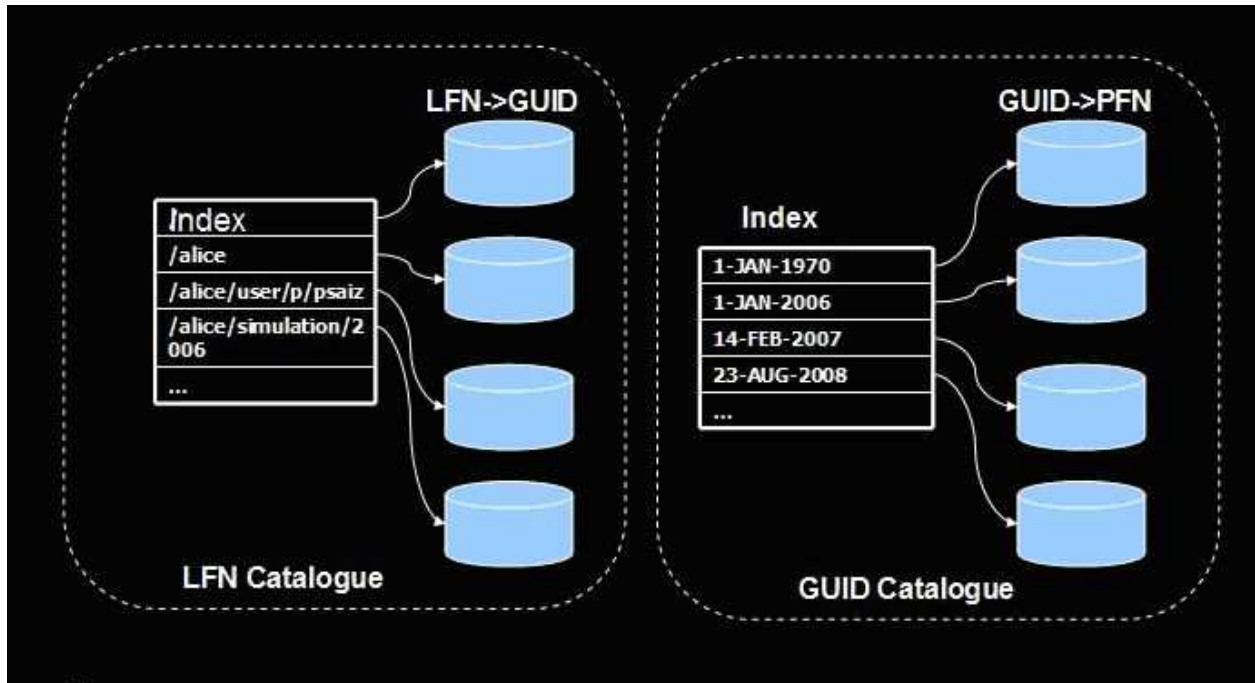 LFN->GUID
Index
/alice
/alice/user/p/psaiz
/alice/simulation/2
006
...
LFN Catalogue
GUID->PFN
Index
1-JAN-1970
1-JAN-2006
14-FEB-2007
23-AUG-2008
...
GUID Catalogue